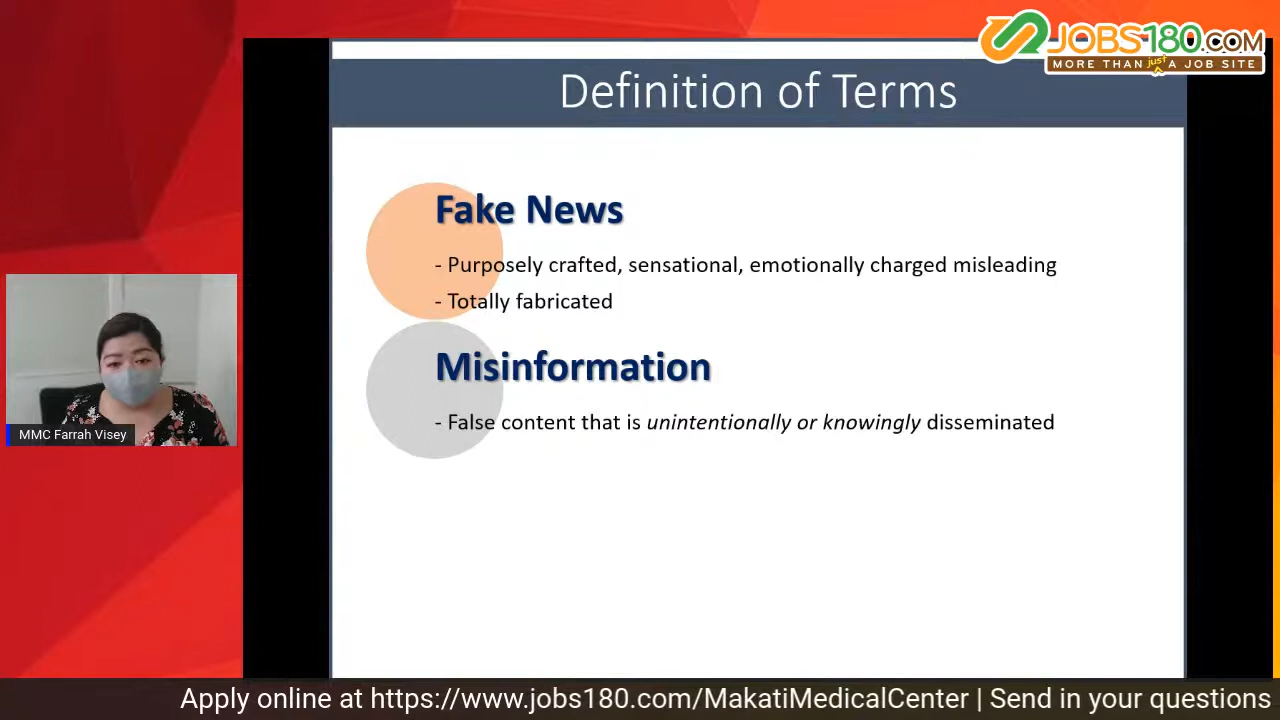 JOBS180.COM
MORE THAN just A JOB SITE
Definition of Terms
Fake News
- Purposely crafted, sensational, emotionally charged misleading
- Totally fabricated
Misinformation
- False content that is unintentionally or knowingly disseminated
MMC Farrah Visey
Apply online at https://www.jobs180.com/MakatiMedicalCenter | Send in your questions